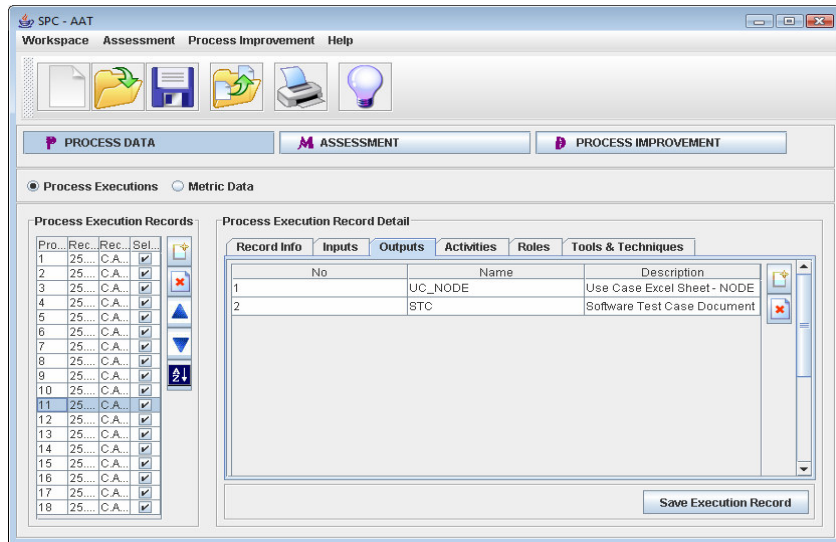 SPC - AAT
Workspace Assessment Process Improvement Help
P PROCESS DATA M ASSESSMENT PROCESS IMPROVEMENT
Process Executions Metric Data
Process Execution Records
Pro... Rec... Rec... Sel...
1 25.... C.A...
2 25.... C.A...
3 25.... C.A...
4 25.... C.A...
5 25.... C.A...
6 25.... C.A...
7 25.... C.A...
8 25.... C.A...
9 25.... C.A...
10 25.... C.A...
11 25.... C.A...
12 25.... C.A...
13 25.... C.A...
14 25.... C.A...
15 25.... C.A...
16 25.... C.A...
17 25.... C.A...
18 25.... C.A...
A
Z
Process Execution Record Detail
Record Info Inputs Outputs Activities Roles Tools & Techniques
No Name Description
1 UC_NODE Use Case Excel Sheet - NODE
2 STC Software Test Case Document
Save Execution Record